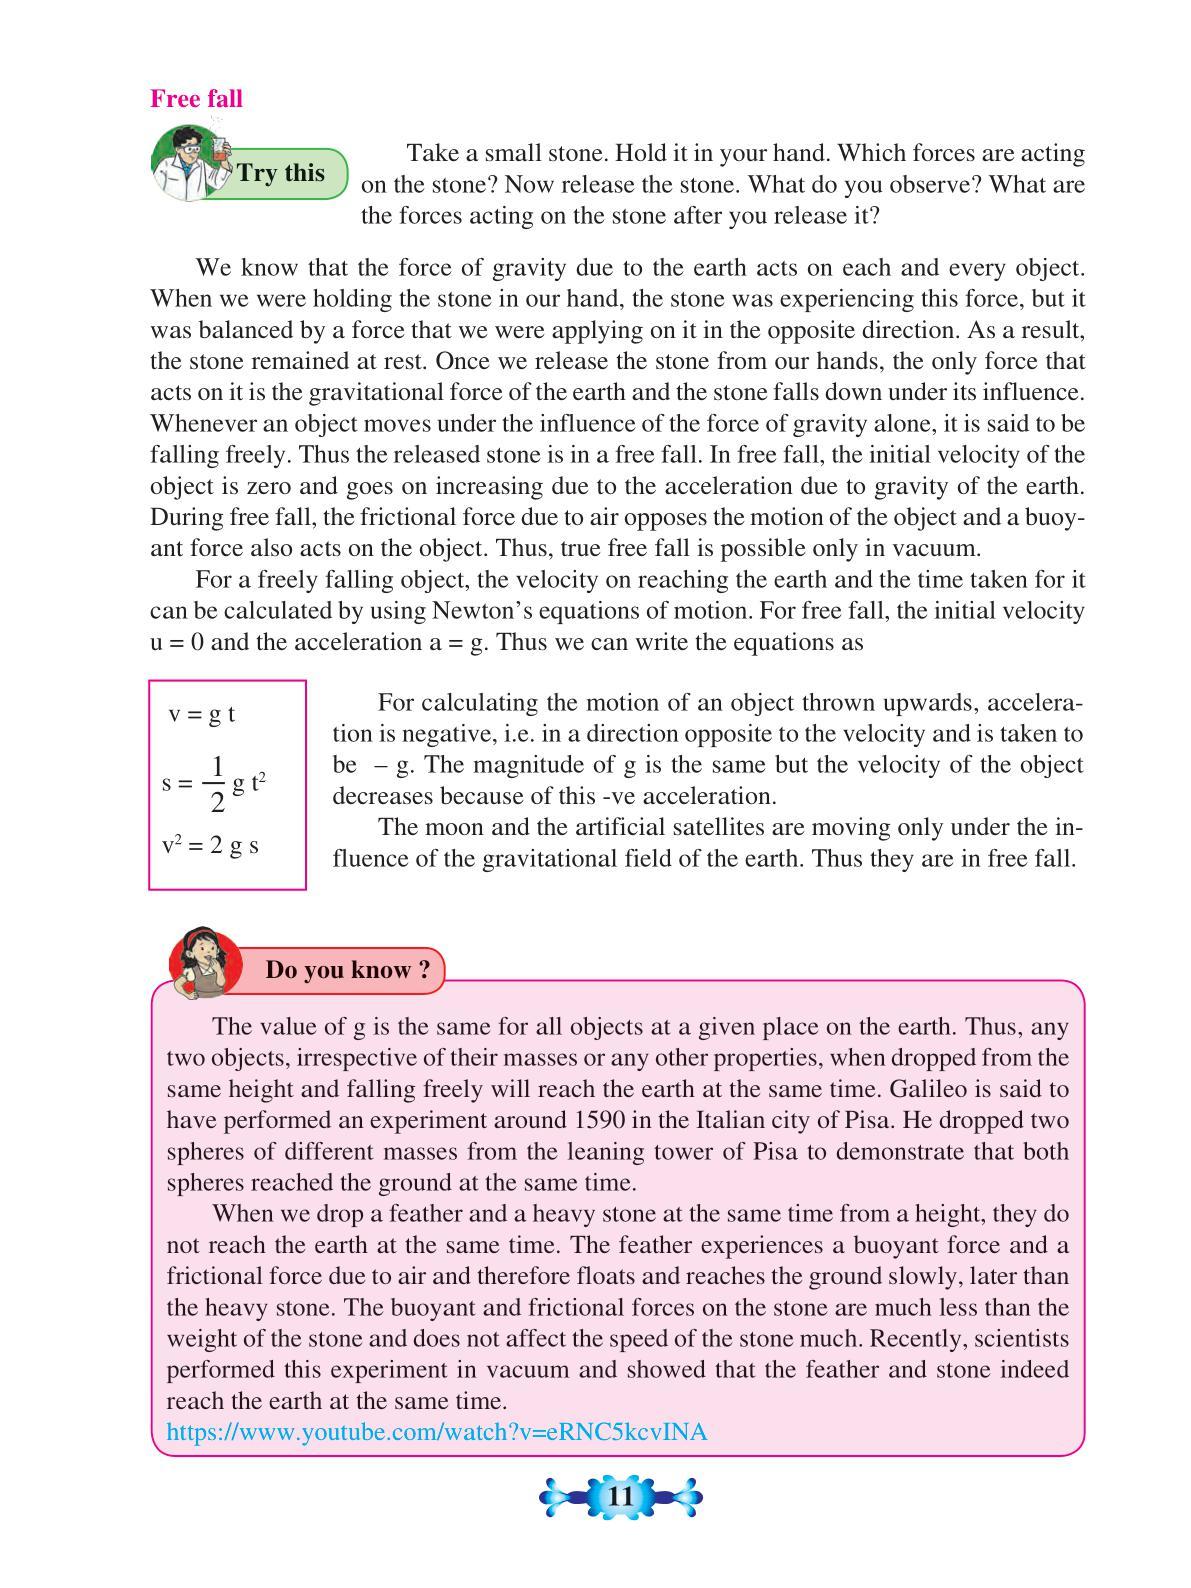 Free fall
Try this
Take a small stone. Hold it in your hand. Which forces are acting
on the stone? Now release the stone. What do you observe? What are
the forces acting on the stone after you release it?
We know that the force of gravity due to the earth acts on each and every object.
When we were holding the stone in our hand, the stone was experiencing this force, but it
was balanced by a force that we were applying on it in the opposite direction. As a result,
the stone remained at rest. Once we release the stone from our hands, the only force that
acts on it is the gravitational force of the earth and the stone falls down under its influence.
Whenever an object moves under the influence of the force of gravity alone, it is said to be
falling freely. Thus the released stone is in a free fall. In free fall, the initial velocity of the
object is zero and goes on increasing due to the acceleration due to gravity of the earth.
During free fall, the frictional force due to air opposes the motion of the object and a buoy-
ant force also acts on the object. Thus, true free fall is possible only in vacuum.
For a freely falling object, the velocity on reaching the earth and the time taken for it
can be calculated by using Newton’s equations of motion. For free fall, the initial velocity
u = 0 and the acceleration a = g. Thus we can write the equations as
v = g t
s = 1/2 g t²
v² = 2 g s
For calculating the motion of an object thrown upwards, accelera-
tion is negative, i.e. in a direction opposite to the velocity and is taken to
be – g. The magnitude of g is the same but the velocity of the object
decreases because of this -ve acceleration.
The moon and the artificial satellites are moving only under the in-
fluence of the gravitational field of the earth. Thus they are in free fall.
Do you know ?
The value of g is the same for all objects at a given place on the earth. Thus, any
two objects, irrespective of their masses or any other properties, when dropped from the
same height and falling freely will reach the earth at the same time. Galileo is said to
have performed an experiment around 1590 in the Italian city of Pisa. He dropped two
spheres of different masses from the leaning tower of Pisa to demonstrate that both
spheres reached the ground at the same time.
When we drop a feather and a heavy stone at the same time from a height, they do
not reach the earth at the same time. The feather experiences a buoyant force and a
frictional force due to air and therefore floats and reaches the ground slowly, later than
the heavy stone. The buoyant and frictional forces on the stone are much less than the
weight of the stone and does not affect the speed of the stone much. Recently, scientists
performed this experiment in vacuum and showed that the feather and stone indeed
reach the earth at the same time.
https://www.youtube.com/watch?v=eRNC5kcvINA
11